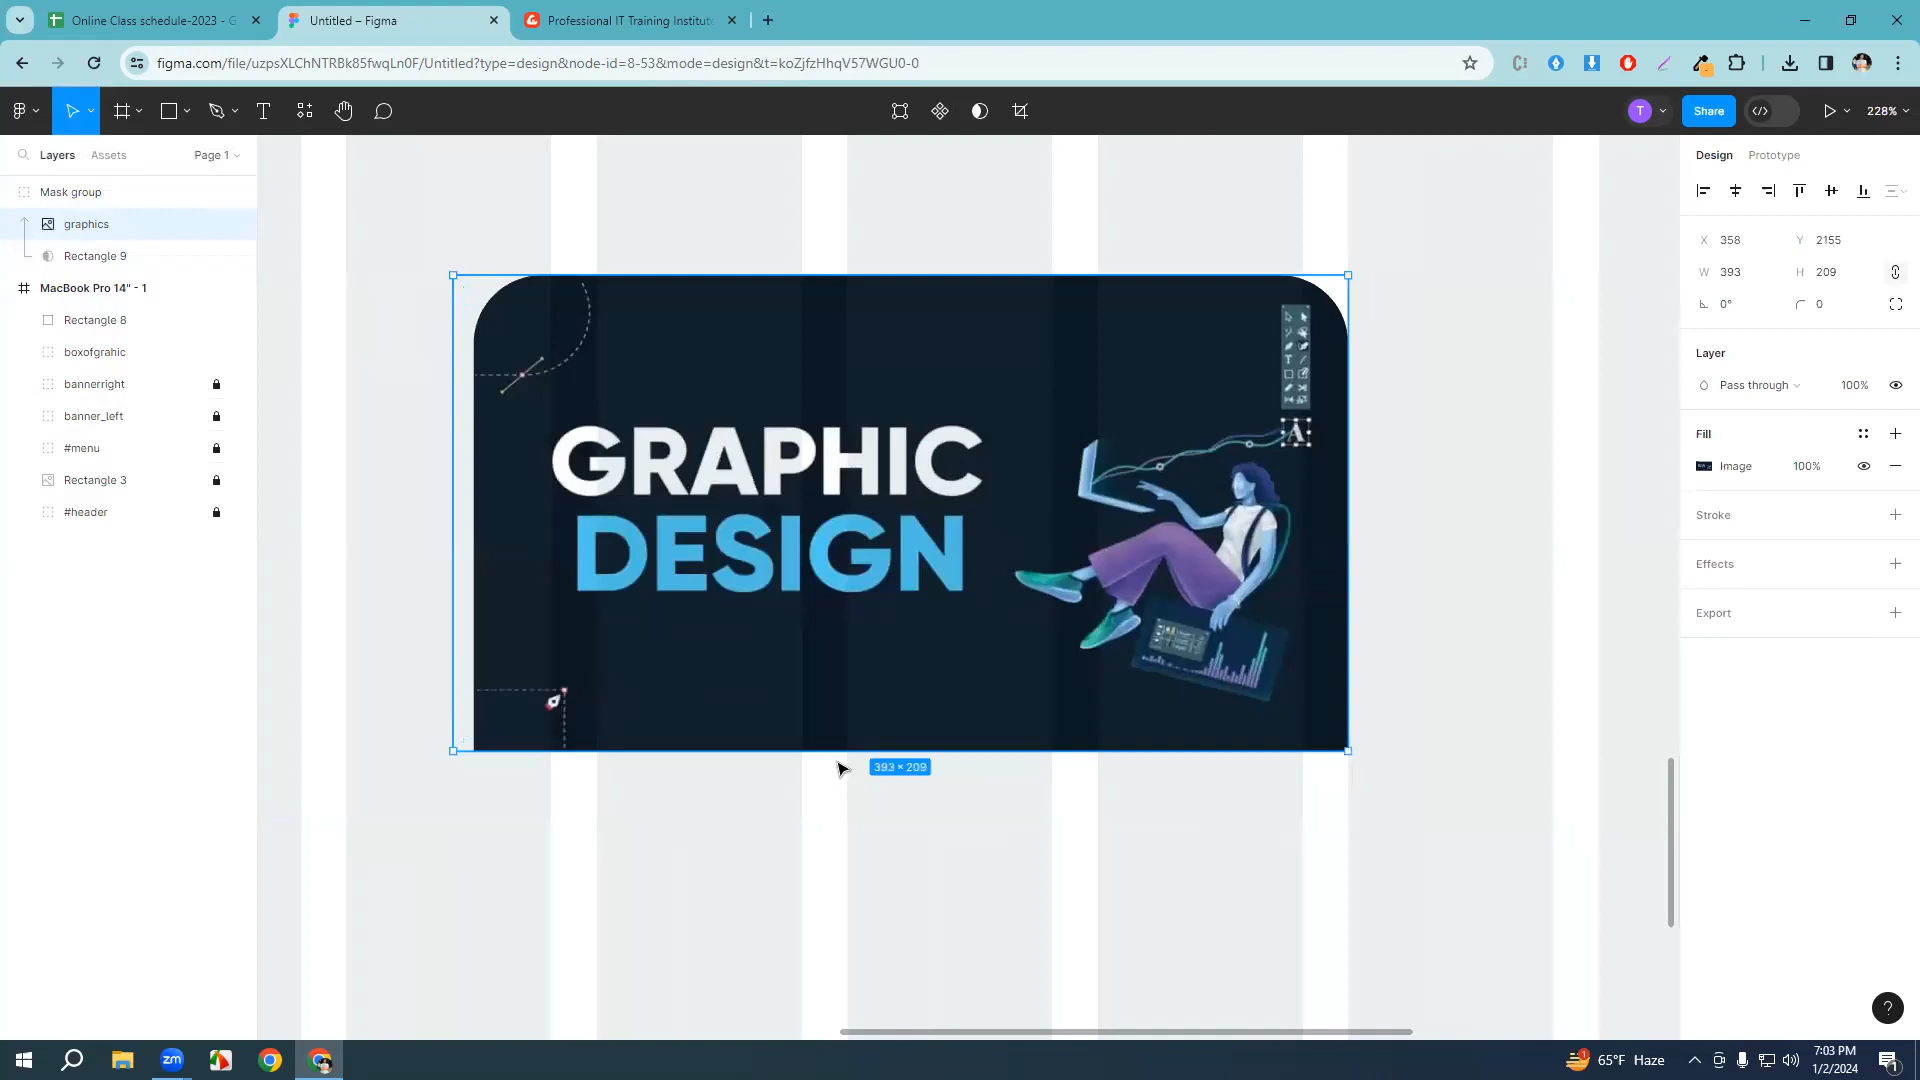 Online Class schedule-2023 - G
Untitled – Figma
Professional IT Training Institute
figma.com/file/uzpsXLChNTRBk85fwqLn0F/Untitled?type=design&node-id=8-53&mode=design&t=koZjfzHhqV57WGU0-0
T
Share
228%
Layers
Assets
Page 1
Mask group
graphics
Rectangle 9
MacBook Pro 14" - 1
Rectangle 8
boxofgrahic
bannerright
banner_left
#menu
Rectangle 3
#header
GRAPHIC
DESIGN
A
393 × 209
Design
Prototype
X 358
Y 2155
W 393
H 209
0°
0
Layer
Pass through
100%
Fill
Image
100%
Stroke
Effects
Export
?
zm
1
65°F Haze
7:03 PM
1/2/2024
1